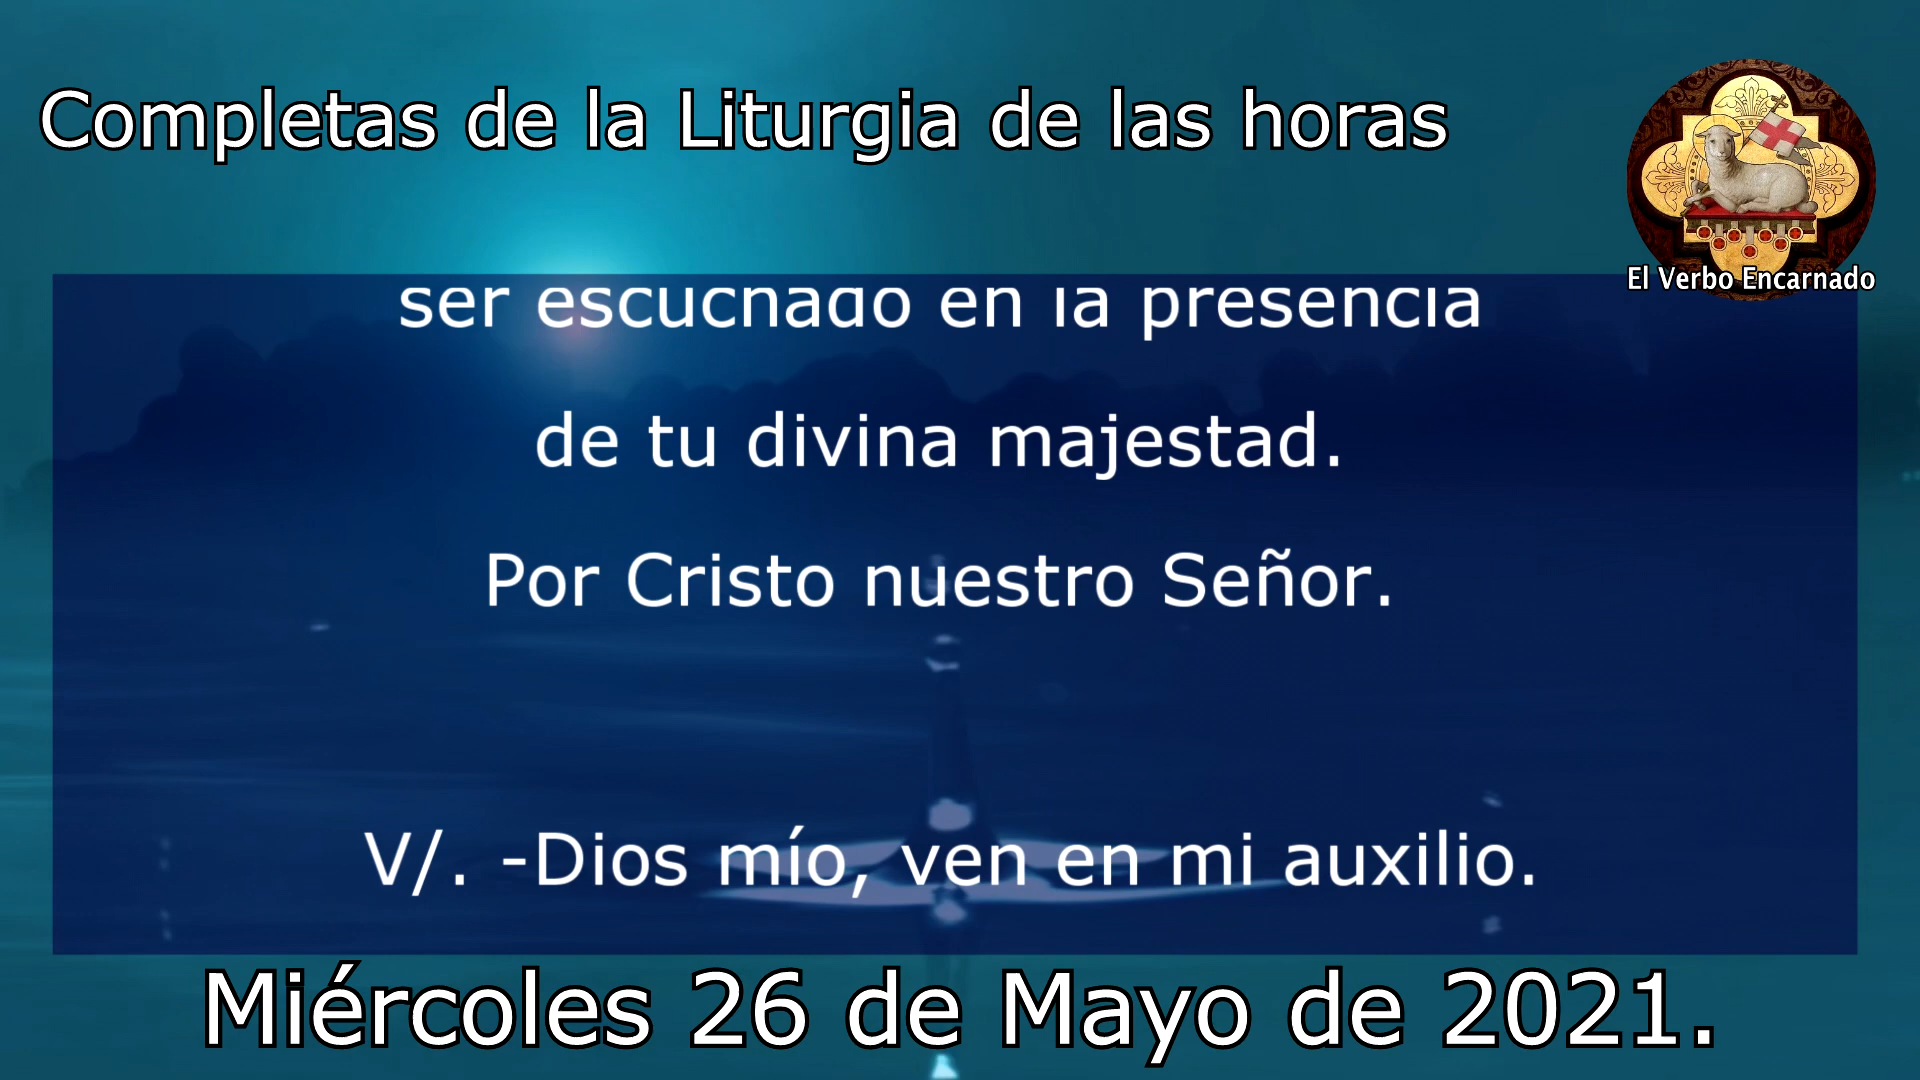 Completas de la Liturgia de las horas
El Verbo Encarnado
ser escuchado en la presencia
de tu divina majestad.
Por Cristo nuestro Señor.
V/. -Dios mío, ven en mi auxilio.
Miércoles 26 de Mayo de 2021.